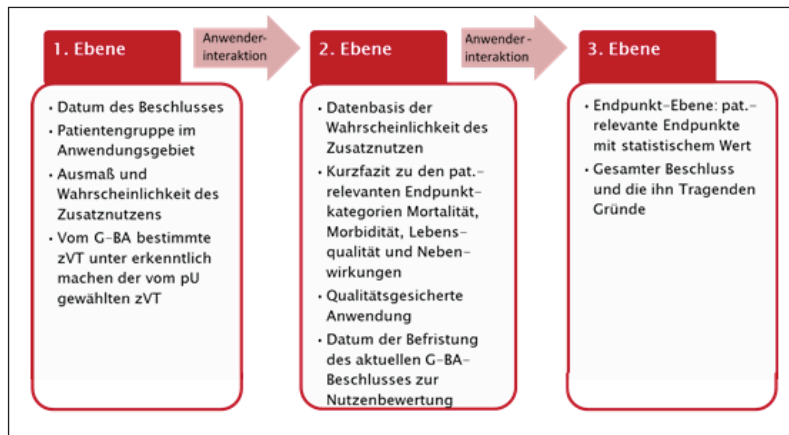 1. Ebene
• Datum des Beschlusses
• Patientengruppe im
Anwendungsgebiet
• Ausmaß und
Wahrscheinlichkeit des
Zusatznutzens
• Vom G-BA bestimmte
zVT unter erkenntlich
machen der vom pU
gewählten zVT
Anwender-
interaktion
2. Ebene
• Datenbasis der
Wahrscheinlichkeit des
Zusatznutzen
• Kurzfazit zu den pat.-
relevanten Endpunkt-
kategorien Mortalität,
Morbidität, Lebens-
qualität und Neben-
wirkungen
• Qualitätsgesicherte
Anwendung
• Datum der Befristung
des aktuellen G-BA-
Beschlusses zur
Nutzenbewertung
Anwender-
interaktion
3. Ebene
• Endpunkt-Ebene: pat.-
relevante Endpunkte
mit statistischem Wert
• Gesamter Beschluss
und die ihn Tragenden
Gründe